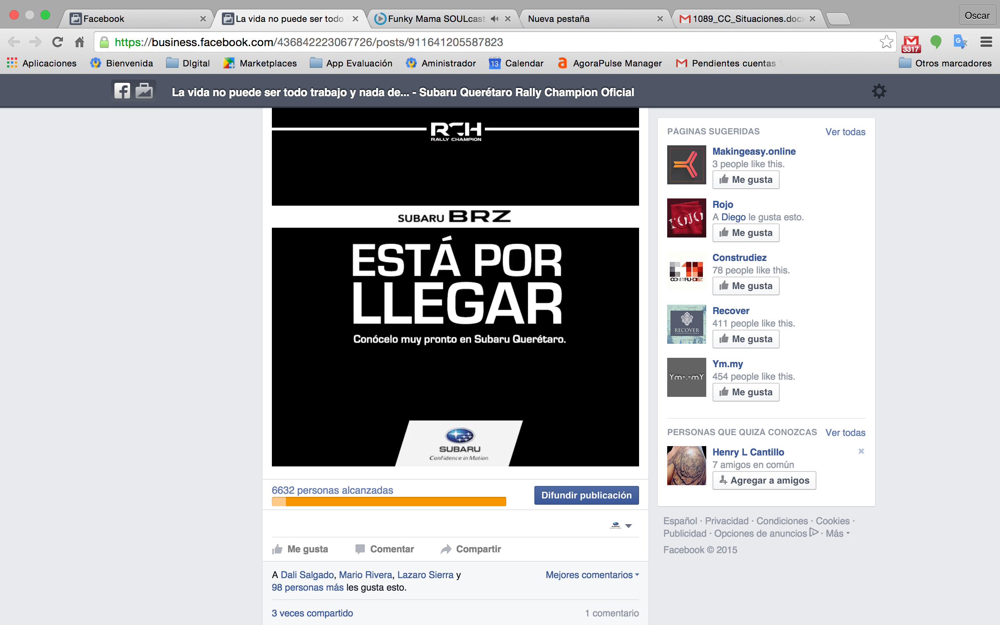 Facebook
La vida no puede ser todo
Funky Mama SOULcast
Nueva pestaña
1089_CC_Situaciones.docx
Oscar
https://business.facebook.com/436842223067726/posts/911641205587823
3317
Aplicaciones
Bienvenida
DIgital
Marketplaces
App Evaluación
Aministrador
13
Calendar
AgoraPulse Manager
Pendientes cuentas
Otros marcadores
La vida no puede ser todo trabajo y nada de... - Subaru Querétaro Rally Champion Oficial
RCH
RALLY CHAMPION
SUBARU BRZ
ESTÁ POR
LLEGAR
Conócelo muy pronto en Subaru Querétaro.
SUBARU
Confidence in Motion
6632 personas alcanzadas
Difundir publicación
Me gusta
Comentar
Compartir
A Dali Salgado, Mario Rivera, Lazaro Sierra y
98 personas más les gusta esto.
Mejores comentarios
3 veces compartido
1 comentario
PÁGINAS SUGERIDAS
Ver todas
Makingeasy.online
3 people like this.
Me gusta
rojo
Rojo
A Diego le gusta esto.
Me gusta
CONSTRU-DIEZ
Construdiez
78 people like this.
Me gusta
RECOVER
Recover
411 people like this.
Me gusta
Ym-.-mY
Ym.my
454 people like this.
Me gusta
PERSONAS QUE QUIZÁ CONOZCAS
Ver todas
Henry L Cantillo
7 amigos en común
Agregar a amigos
Español · Privacidad · Condiciones · Cookies ·
Publicidad · Opciones de anuncios · Más
Facebook © 2015